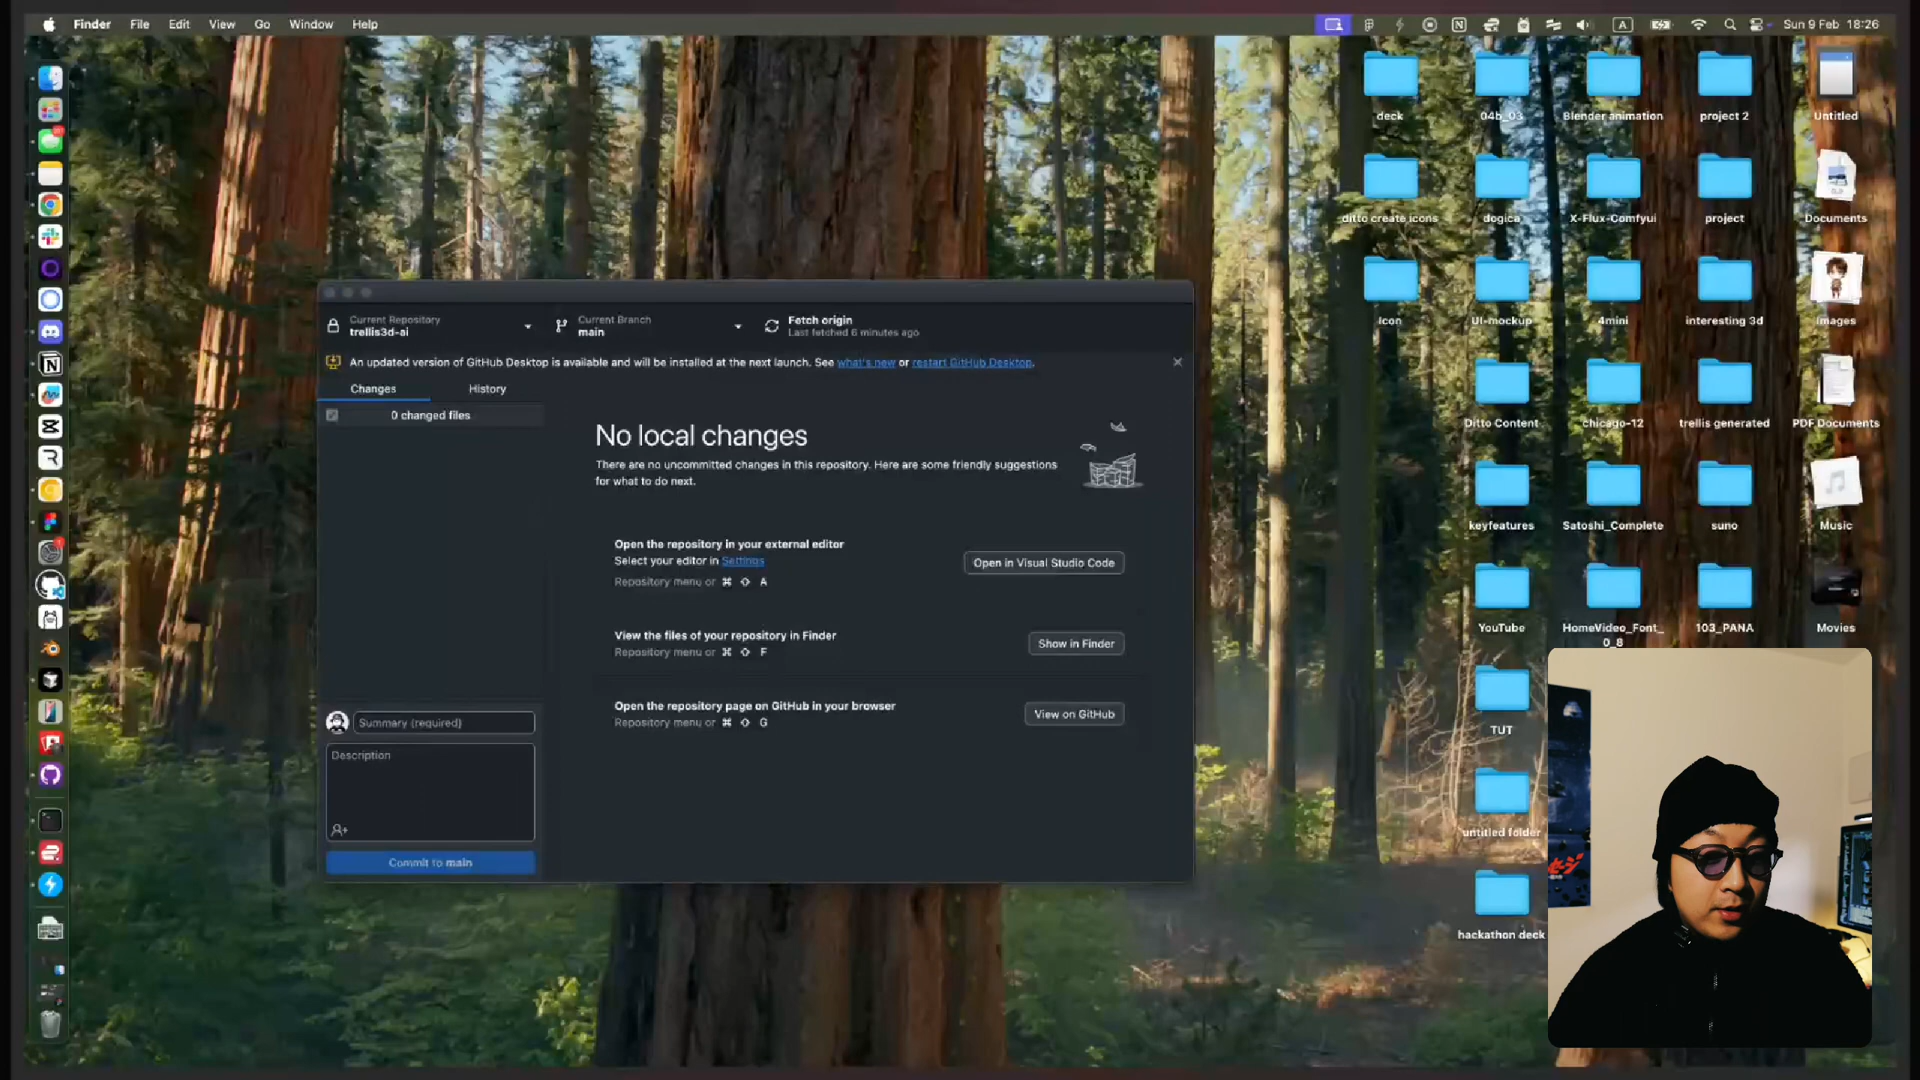 Finder File Edit View Go Window Help
Sun 9 Feb 18:26
Current Repository
trellis3d-ai
Current Branch
main
Fetch origin
Last fetched 6 minutes ago
An updated version of GitHub Desktop is available and will be installed at the next launch. See what's new or restart GitHub Desktop.
Changes History
0 changed files
No local changes
There are no uncommitted changes in this repository. Here are some friendly suggestions
for what to do next.
Open the repository in your external editor
Select your editor in Settings
Repository menu or ⌘ ⇧ A
Open in Visual Studio Code
View the files of your repository in Finder
Repository menu or ⌘ ⇧ F
Show in Finder
Open the repository page on GitHub in your browser
Repository menu or ⌘ ⇧ G
View on GitHub
Summary (required)
Description
Commit to main
deck 04b_03 Blender animation project 2 Untitled
ditto create icons dogica X-Flux-Comfyui project Documents
Icon UI-mockup 4mini interesting 3d Images
Ditto Content chicago-12 trellis generated PDF Documents
keyfeatures Satoshi_Complete suno Music
YouTube HomeVideo_Font_ 103_PANA Movies
0_8
TUT
untitled folder
hackathon deck
セージ